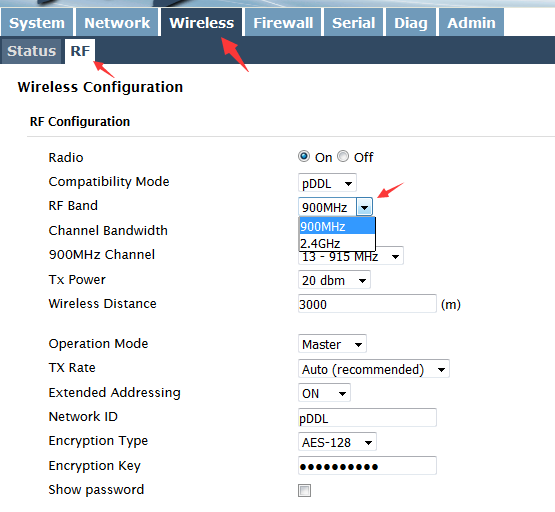 System Network Wireless Firewall Serial Diag Admin
Status RF
Wireless Configuration
RF Configuration
Radio On Off
Compatibility Mode pDDL
RF Band 900MHz
900MHz
Channel Bandwidth
2.4GHz
900MHz Channel 13 - 915 MHz
Tx Power 20 dbm
Wireless Distance 3000 (m)
Operation Mode Master
TX Rate Auto (recommended)
Extended Addressing ON
Network ID pDDL
Encryption Type AES-128
Encryption Key ●●●●●●●●●●
Show password